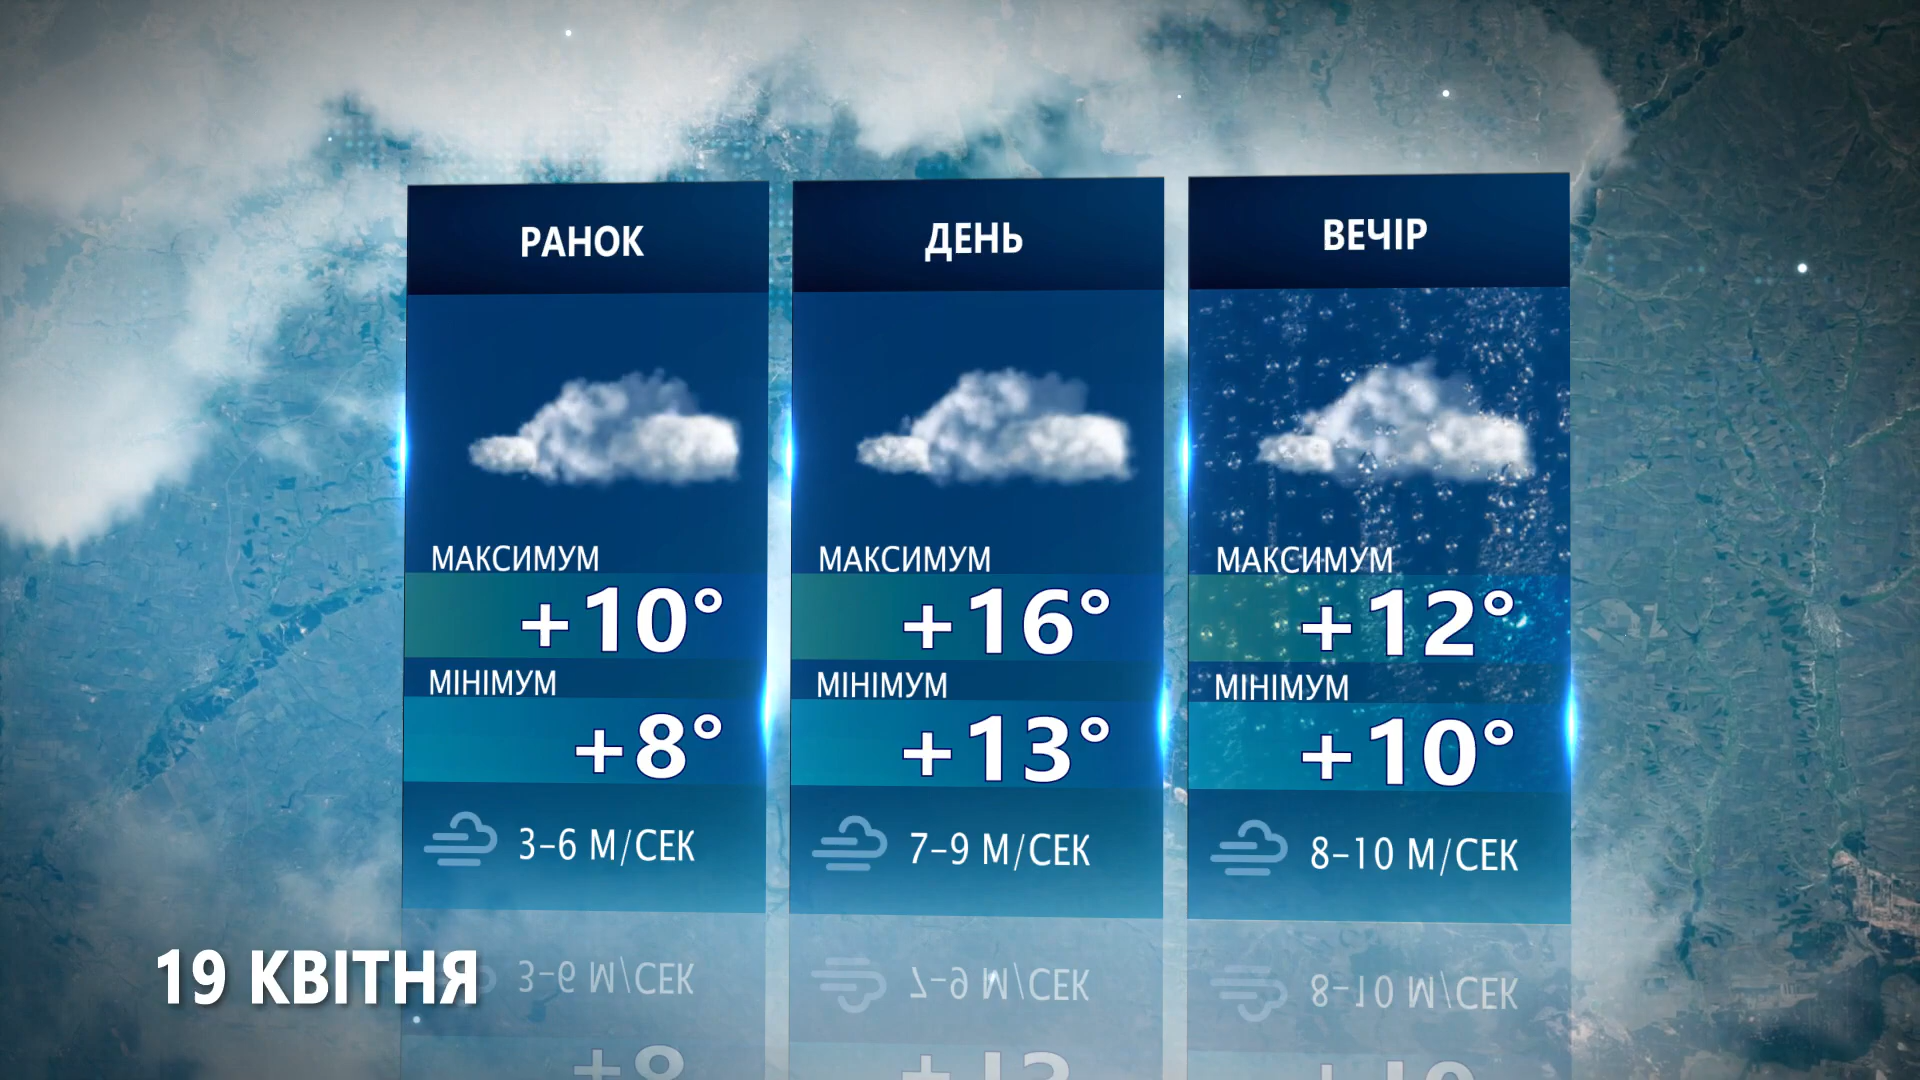 РАНОК
МАКСИМУМ
+10°
МІНІМУМ
+8°
3-6 М/СЕК
ДЕНЬ
МАКСИМУМ
+16°
МІНІМУМ
+13°
7-9 М/СЕК
ВЕЧІР
МАКСИМУМ
+12°
МІНІМУМ
+10°
8-10 М/СЕК
19 КВІТНЯ